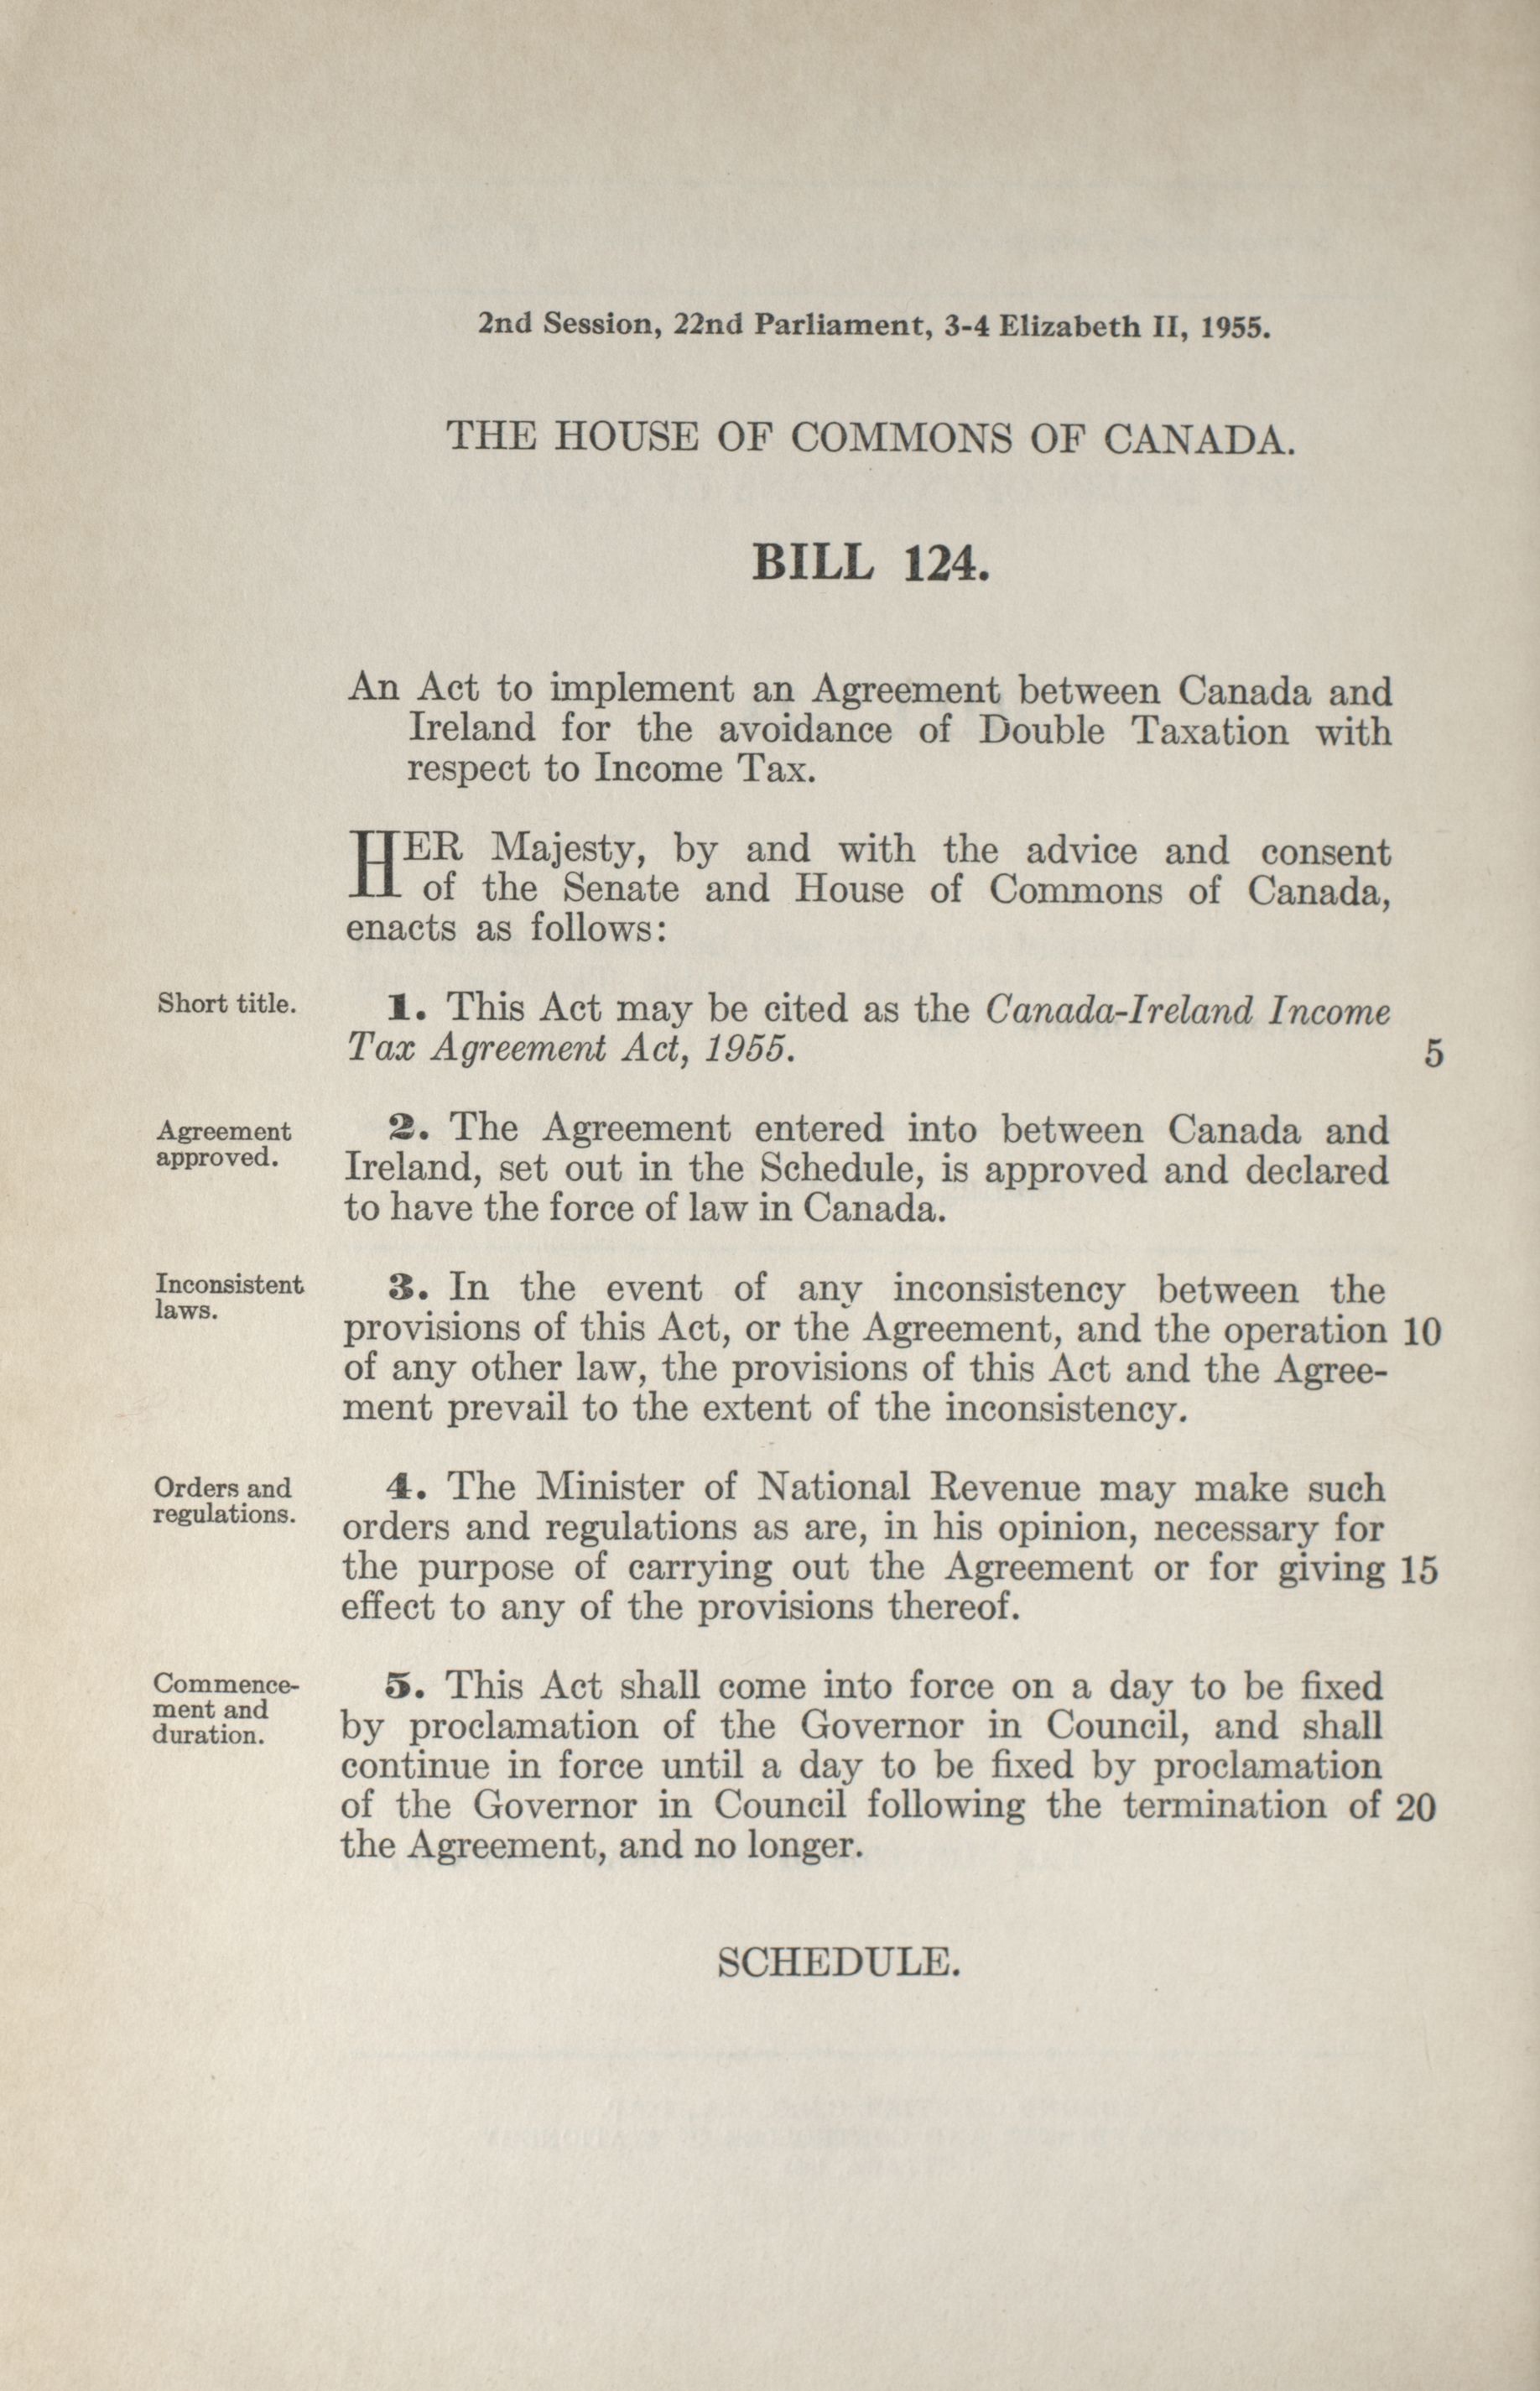 2nd Session, 22nd Parliament, 3-4 Elizabeth II, 1955.
THE HOUSE OF COMMONS OF CANADA.
BILL 124.
An Act to implement an Agreement between Canada and
Ireland for the avoidance of Double Taxation with
respect to Income Tax.
HER Majesty, by and with the advice and consent
of the Senate and House of Commons of Canada,
enacts as follows:
Short title.
1. This Act may be cited as the Canada-Ireland Income
Tax Agreement Act, 1955. 5
Agreement
approved.
2. The Agreement entered into between Canada and
Ireland, set out in the Schedule, is approved and declared
to have the force of law in Canada.
Inconsistent
laws.
3. In the event of any inconsistency between the
provisions of this Act, or the Agreement, and the operation 10
of any other law, the provisions of this Act and the Agree-
ment prevail to the extent of the inconsistency.
Orders and
regulations.
4. The Minister of National Revenue may make such
orders and regulations as are, in his opinion, necessary for
the purpose of carrying out the Agreement or for giving 15
effect to any of the provisions thereof.
Commence-
ment and
duration.
5. This Act shall come into force on a day to be fixed
by proclamation of the Governor in Council, and shall
continue in force until a day to be fixed by proclamation
of the Governor in Council following the termination of 20
the Agreement, and no longer.
SCHEDULE.